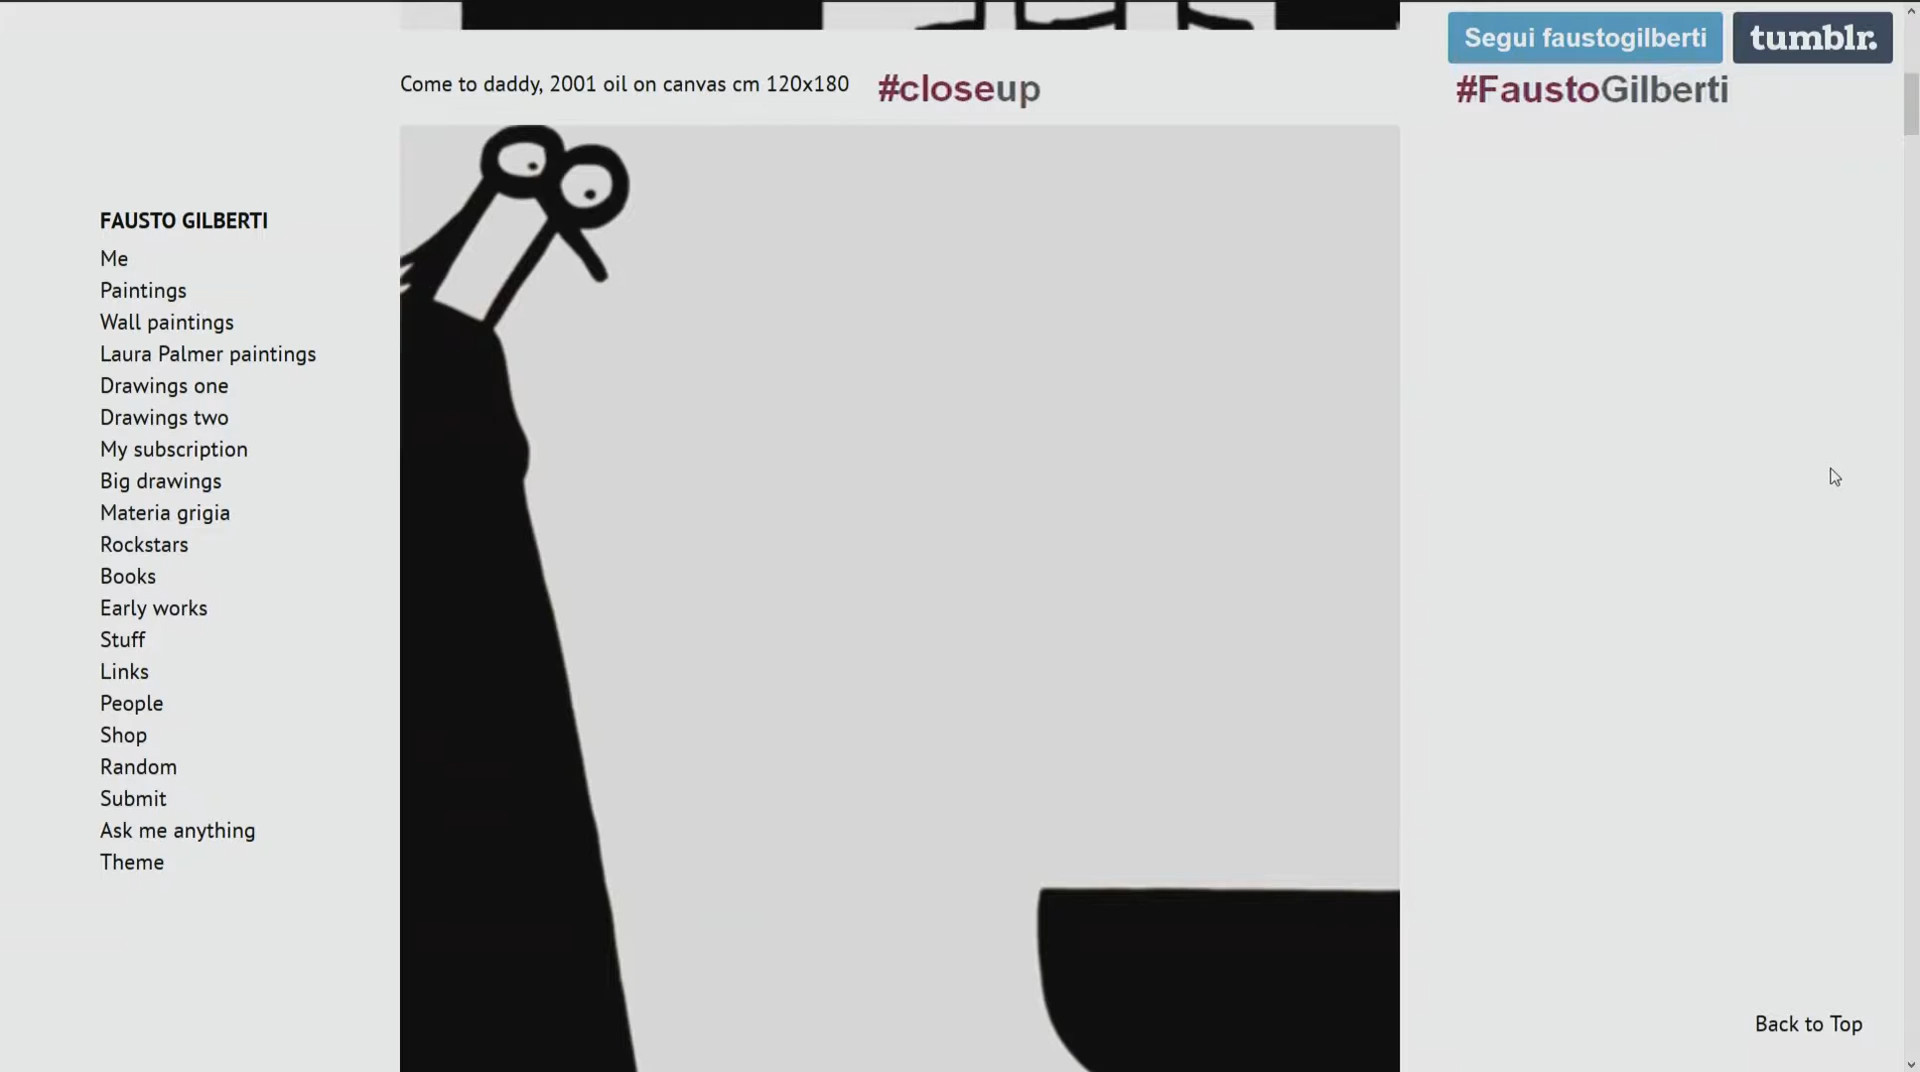 Segui faustogilberti
tumblr.
Come to daddy, 2001 oil on canvas cm 120x180
#closeup
#FaustoGilberti
FAUSTO GILBERTI
Me
Paintings
Wall paintings
Laura Palmer paintings
Drawings one
Drawings two
My subscription
Big drawings
Materia grigia
Rockstars
Books
Early works
Stuff
Links
People
Shop
Random
Submit
Ask me anything
Theme
Back to Top